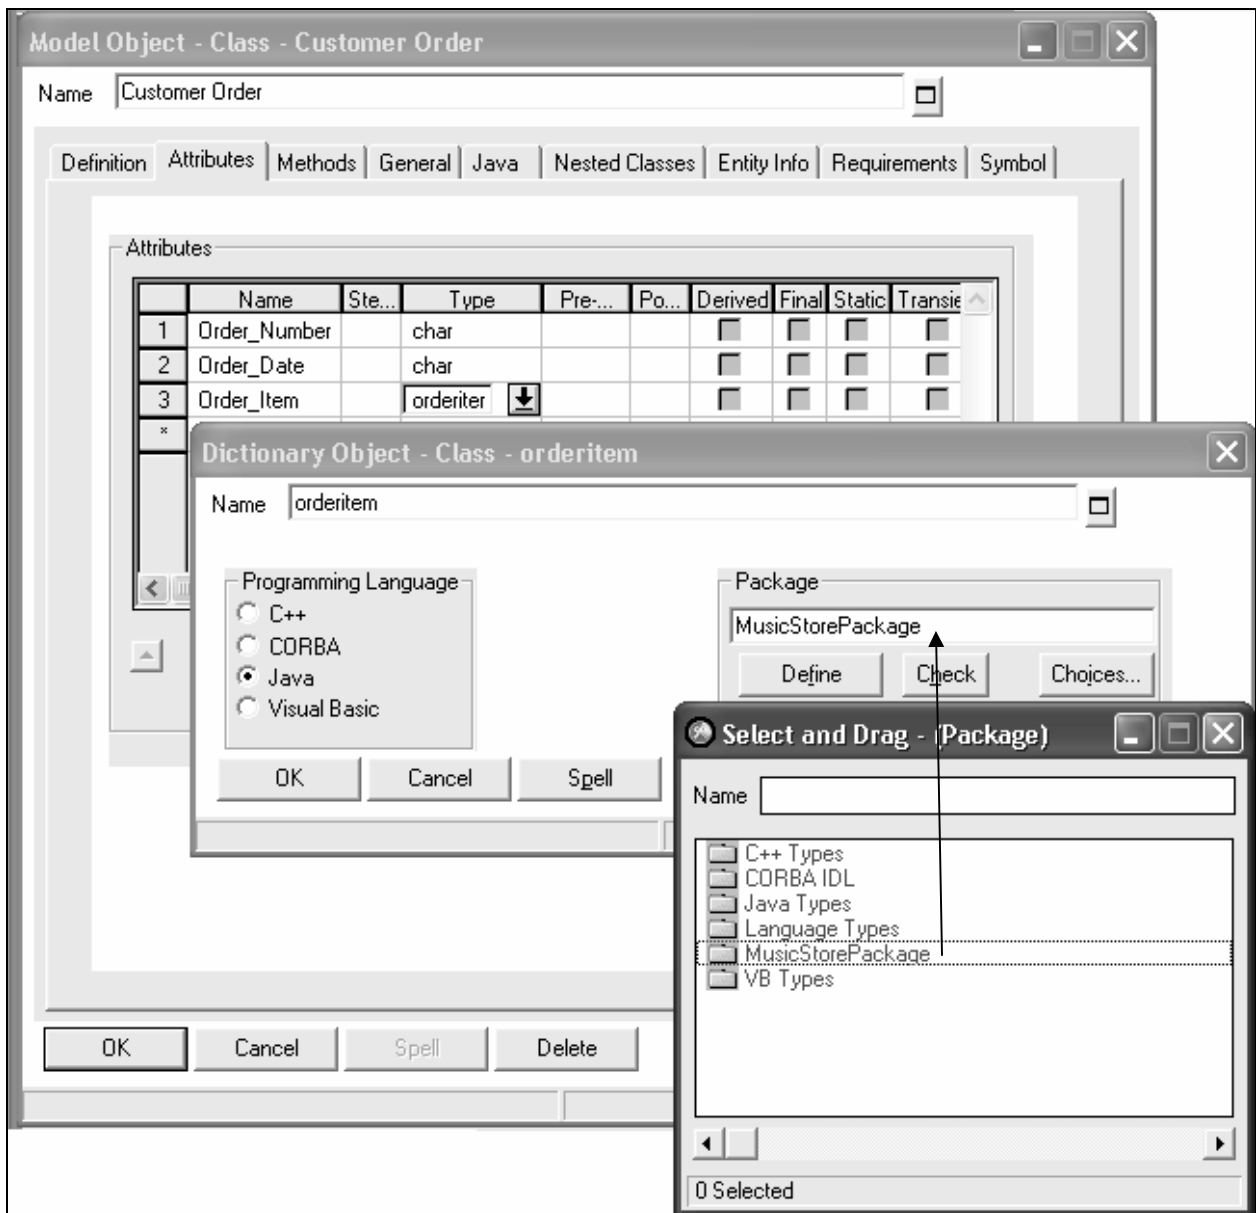 Model Object - Class - Customer Order
Name Customer Order
Definition Attributes Methods General Java Nested Classes Entity Info Requirements Symbol
Attributes
Name Ste... Type Pre-... Po... Derived Final Static Transie
1 Order_Number char
2 Order_Date char
3 Order_Item orderiter
*
Dictionary Object - Class - orderitem
Name orderitem
Programming Language
C++
CORBA
Java
Visual Basic
Package
MusicStorePackage
Define Check Choices...
OK Cancel Spell
Select and Drag - (Package)
Name
C++ Types
CORBA IDL
Java Types
Language Types
MusicStorePackage
VB Types
0 Selected
OK Cancel Spell Delete